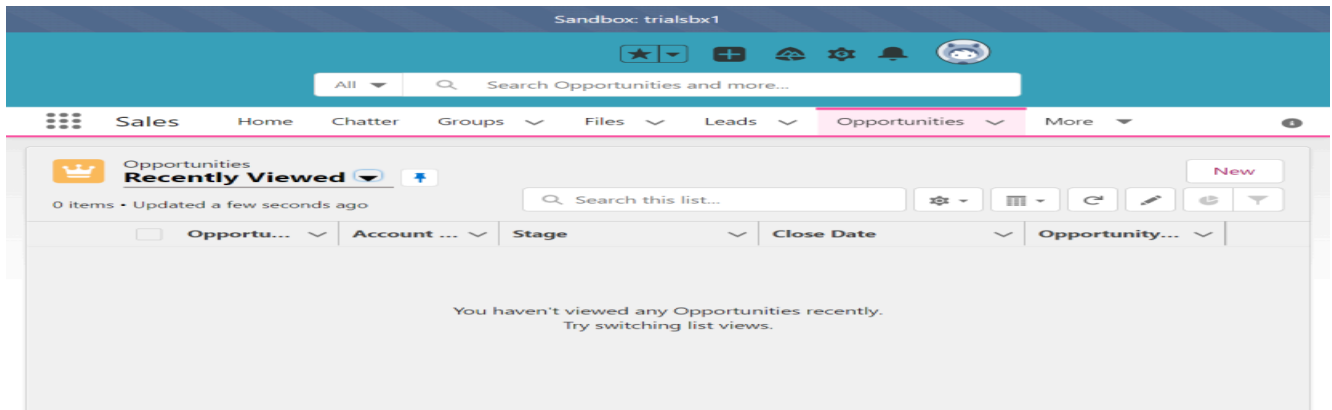 Sandbox: trialsbx1
All
Search Opportunities and more...
Sales Home Chatter Groups Files Leads Opportunities More
Opportunities
Recently Viewed
New
0 items • Updated a few seconds ago
Search this list...
Opportu... Account ... Stage Close Date Opportunity...
You haven't viewed any Opportunities recently.
Try switching list views.